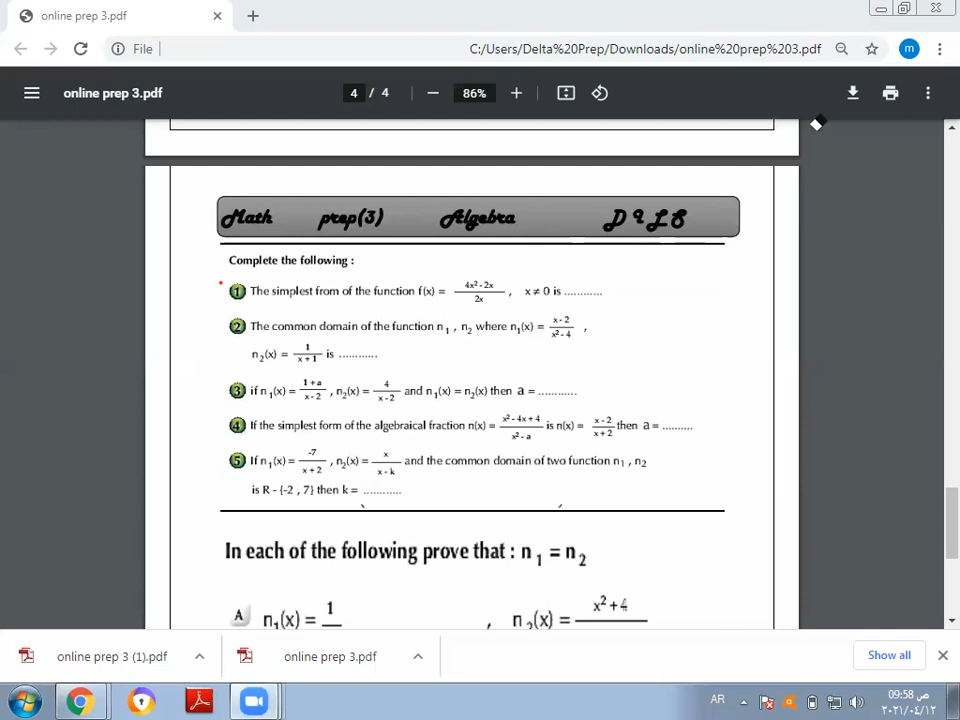 online prep 3.pdf
File
C:/Users/Delta%20Prep/Downloads/online%20prep%203.pdf
m
online prep 3.pdf
4 / 4
86%
Math prep(3) Algebra D 9 L S
Complete the following :
1 The simplest from of the function f(x) = 4x² - 2x / 2x , x ≠ 0 is ............
2 The common domain of the function n₁ , n₂ where n₁(x) = x - 2 / x² - 4 ,
n₂(x) = 1 / x + 1 is ............
3 if n₁(x) = 1 + a / x - 2 , n₂(x) = 4 / x - 2 and n₁(x) = n₂(x) then a = ............
4 If the simplest form of the algebraical fraction n(x) = x² - 4x + 4 / x² - a is n(x) = x - 2 / x + 2 then a = .........
5 If n₁(x) = -7 / x + 2 , n₂(x) = x / x - k and the common domain of two function n₁ , n₂
is R - {-2 , 7} then k = ............
In each of the following prove that : n₁ = n₂
A n₁(x) = 1 , n₂(x) = x² + 4
online prep 3 (1).pdf
online prep 3.pdf
Show all
AR
09:58 ص
٢٠٢١/٠٤/١٢